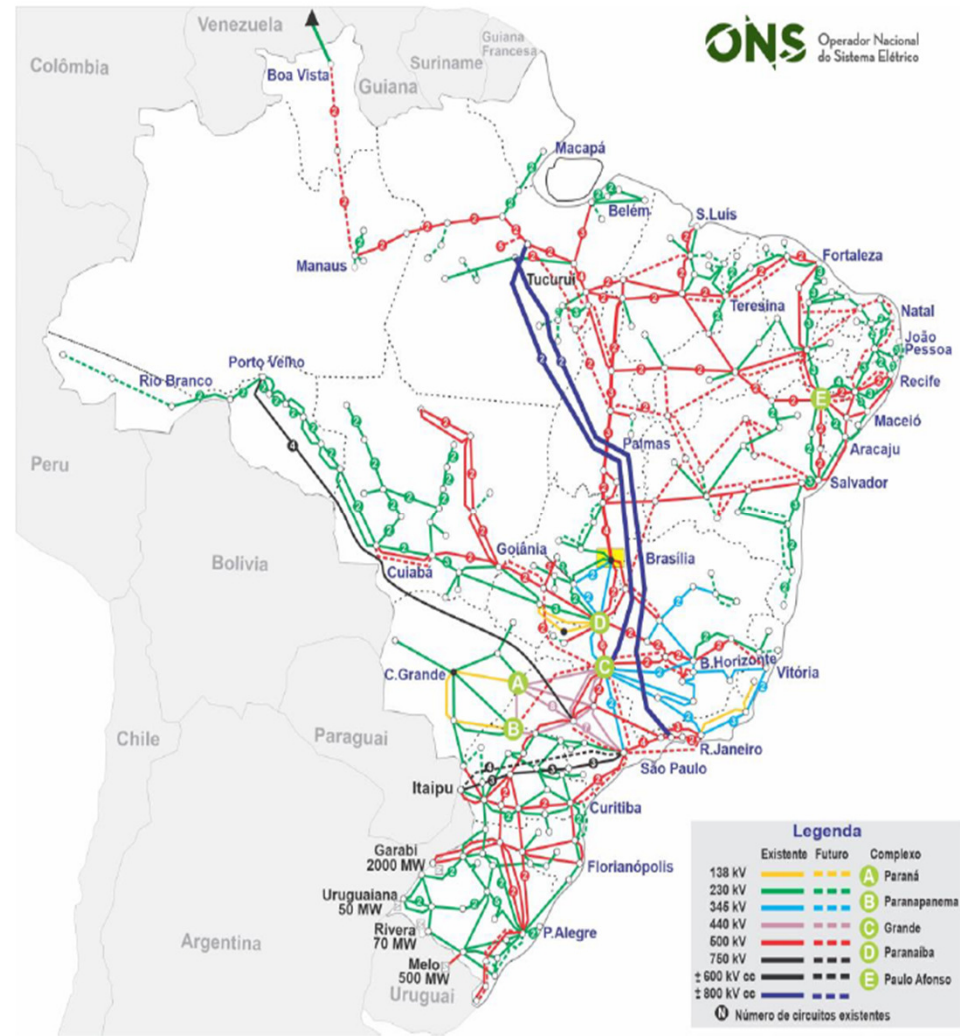 ONS
Operador Nacional
do Sistema Elétrico
Venezuela
Colômbia
Guiana
Francesa
Suriname
Guiana
Boa Vista
Macapá
Belém
S.Luís
Manaus
Fortaleza
Tucuruí
Teresina
Natal
João
Pessoa
Porto Velho
Rio Branco
Recife
E
Maceió
Palmas
Aracaju
Salvador
Peru
Goiânia
Brasília
Cuiabá
Bolívia
D
C
B.Horizonte
Vitória
C.Grande
A
B
Chile
Paraguai
R.Janeiro
São Paulo
Itaipu
Curitiba
Garabi
2000 MW
Florianópolis
Uruguaiana
50 MW
Rivera
70 MW
P.Alegre
Melo
500 MW
Argentina
Uruguai
Legenda
Existente Futuro Complexo
138 kV A Paraná
230 kV
345 kV B Paranapanema
440 kV C Grande
500 kV D Paranaíba
750 kV
±600 kV cc E Paulo Afonso
±800 kV cc
N Número de circuitos existentes